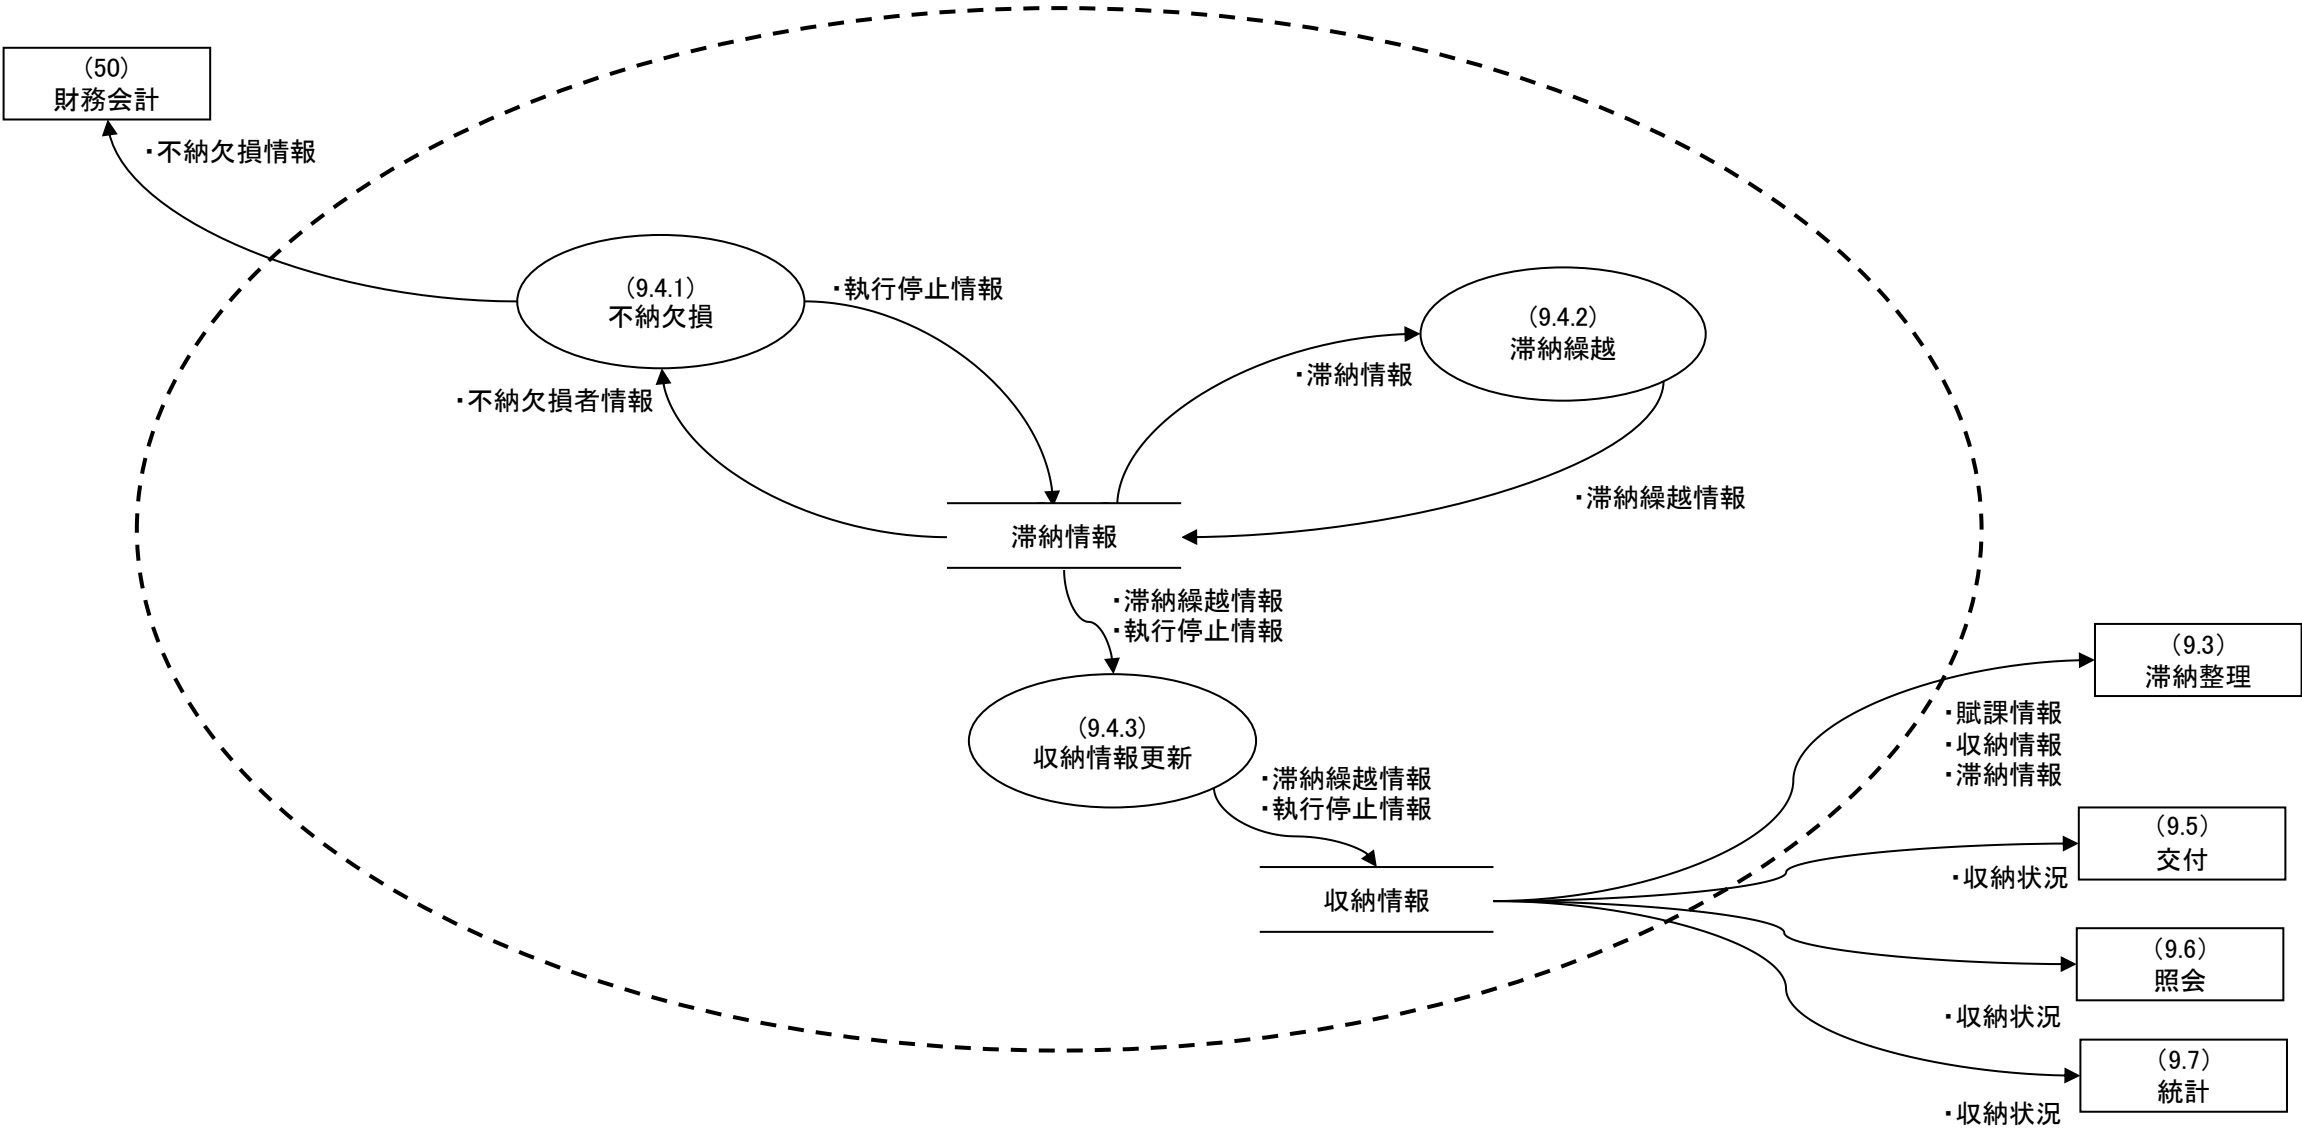 （50）
財務会計
・不納欠損情報
（9.4.1）
不納欠損
・執行停止情報
（9.4.2）
滞納繰越
・滞納情報
・不納欠損者情報
・滞納繰越情報
滞納情報
・滞納繰越情報
・執行停止情報
（9.3）
滞納整理
・賦課情報
・収納情報
・滞納情報
（9.4.3）
収納情報更新
・滞納繰越情報
・執行停止情報
（9.5）
交付
・収納状況
収納情報
（9.6）
照会
・収納状況
（9.7）
統計
・収納状況